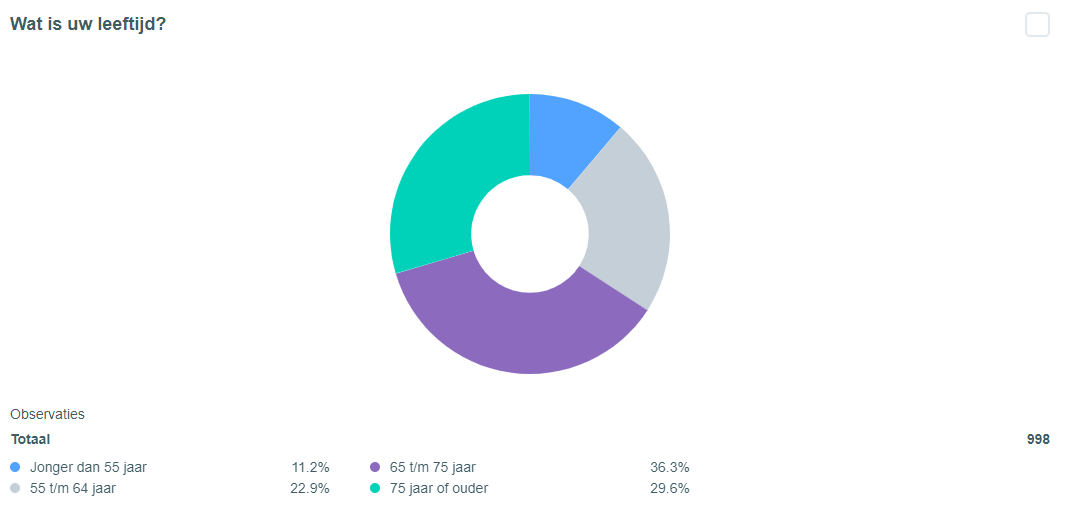 Wat is uw leeftijd?
Observaties
Totaal 998
Jonger dan 55 jaar 11.2% 65 t/m 75 jaar 36.3%
55 t/m 64 jaar 22.9% 75 jaar of ouder 29.6%